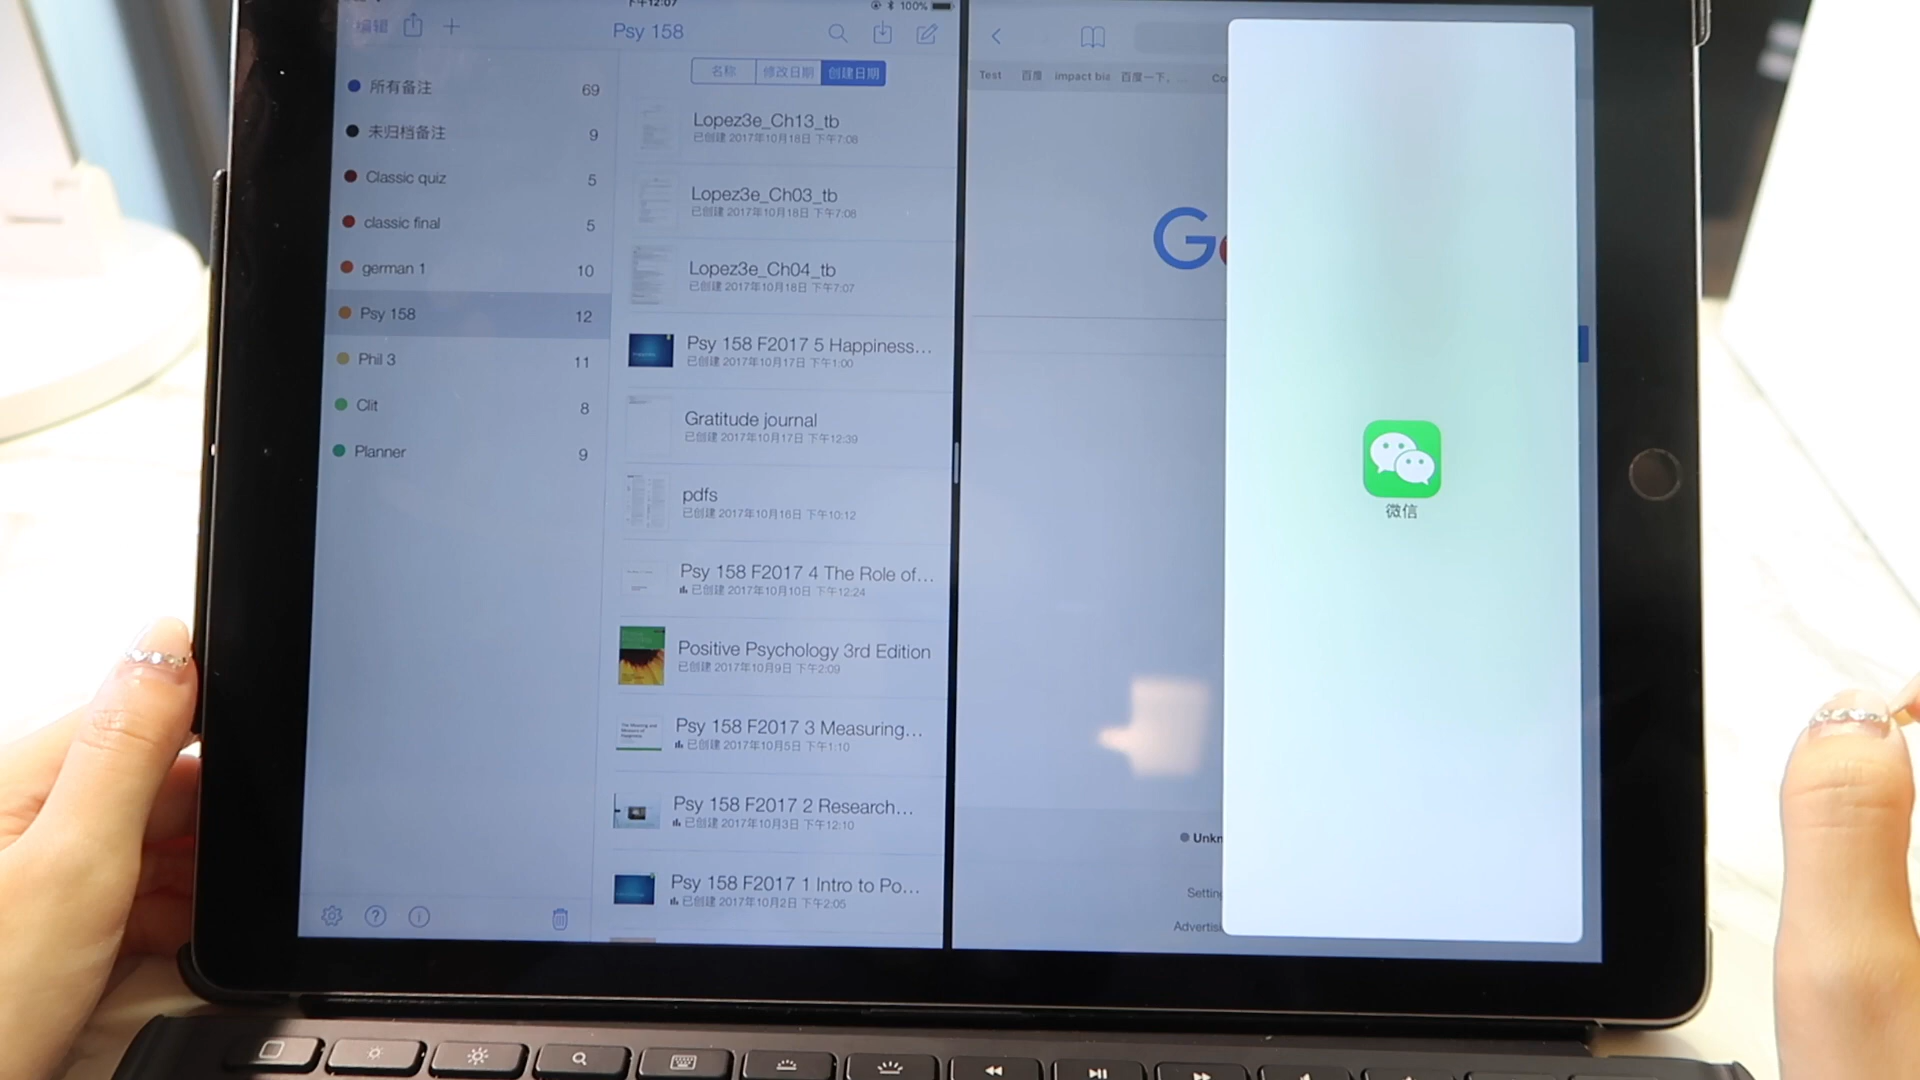 下午12:07
100%
编辑
Psy 158
名称
修改日期
创建日期
所有备注
69
未归档备注
9
Classic quiz
5
classic final
5
german 1
10
Psy 158
12
Phil 3
11
Clit
8
Planner
9
Lopez3e_Ch13_tb
已创建 2017年10月18日 下午7:08
Lopez3e_Ch03_tb
已创建 2017年10月18日 下午7:08
Lopez3e_Ch04_tb
已创建 2017年10月18日 下午7:07
Psy 158 F2017 5 Happiness...
已创建 2017年10月17日 下午1:00
Gratitude journal
已创建 2017年10月17日 下午12:39
pdfs
已创建 2017年10月16日 下午10:12
Psy 158 F2017 4 The Role of...
已创建 2017年10月10日 下午12:24
Positive Psychology 3rd Edition
已创建 2017年10月9日 下午2:09
Psy 158 F2017 3 Measuring...
已创建 2017年10月5日 下午1:10
Psy 158 F2017 2 Research...
已创建 2017年10月3日 下午12:10
Psy 158 F2017 1 Intro to Po...
已创建 2017年10月2日 下午2:05
Test
百度
impact bia
百度一下，...
Co
G
Unkn
Setting
Advertis
微信